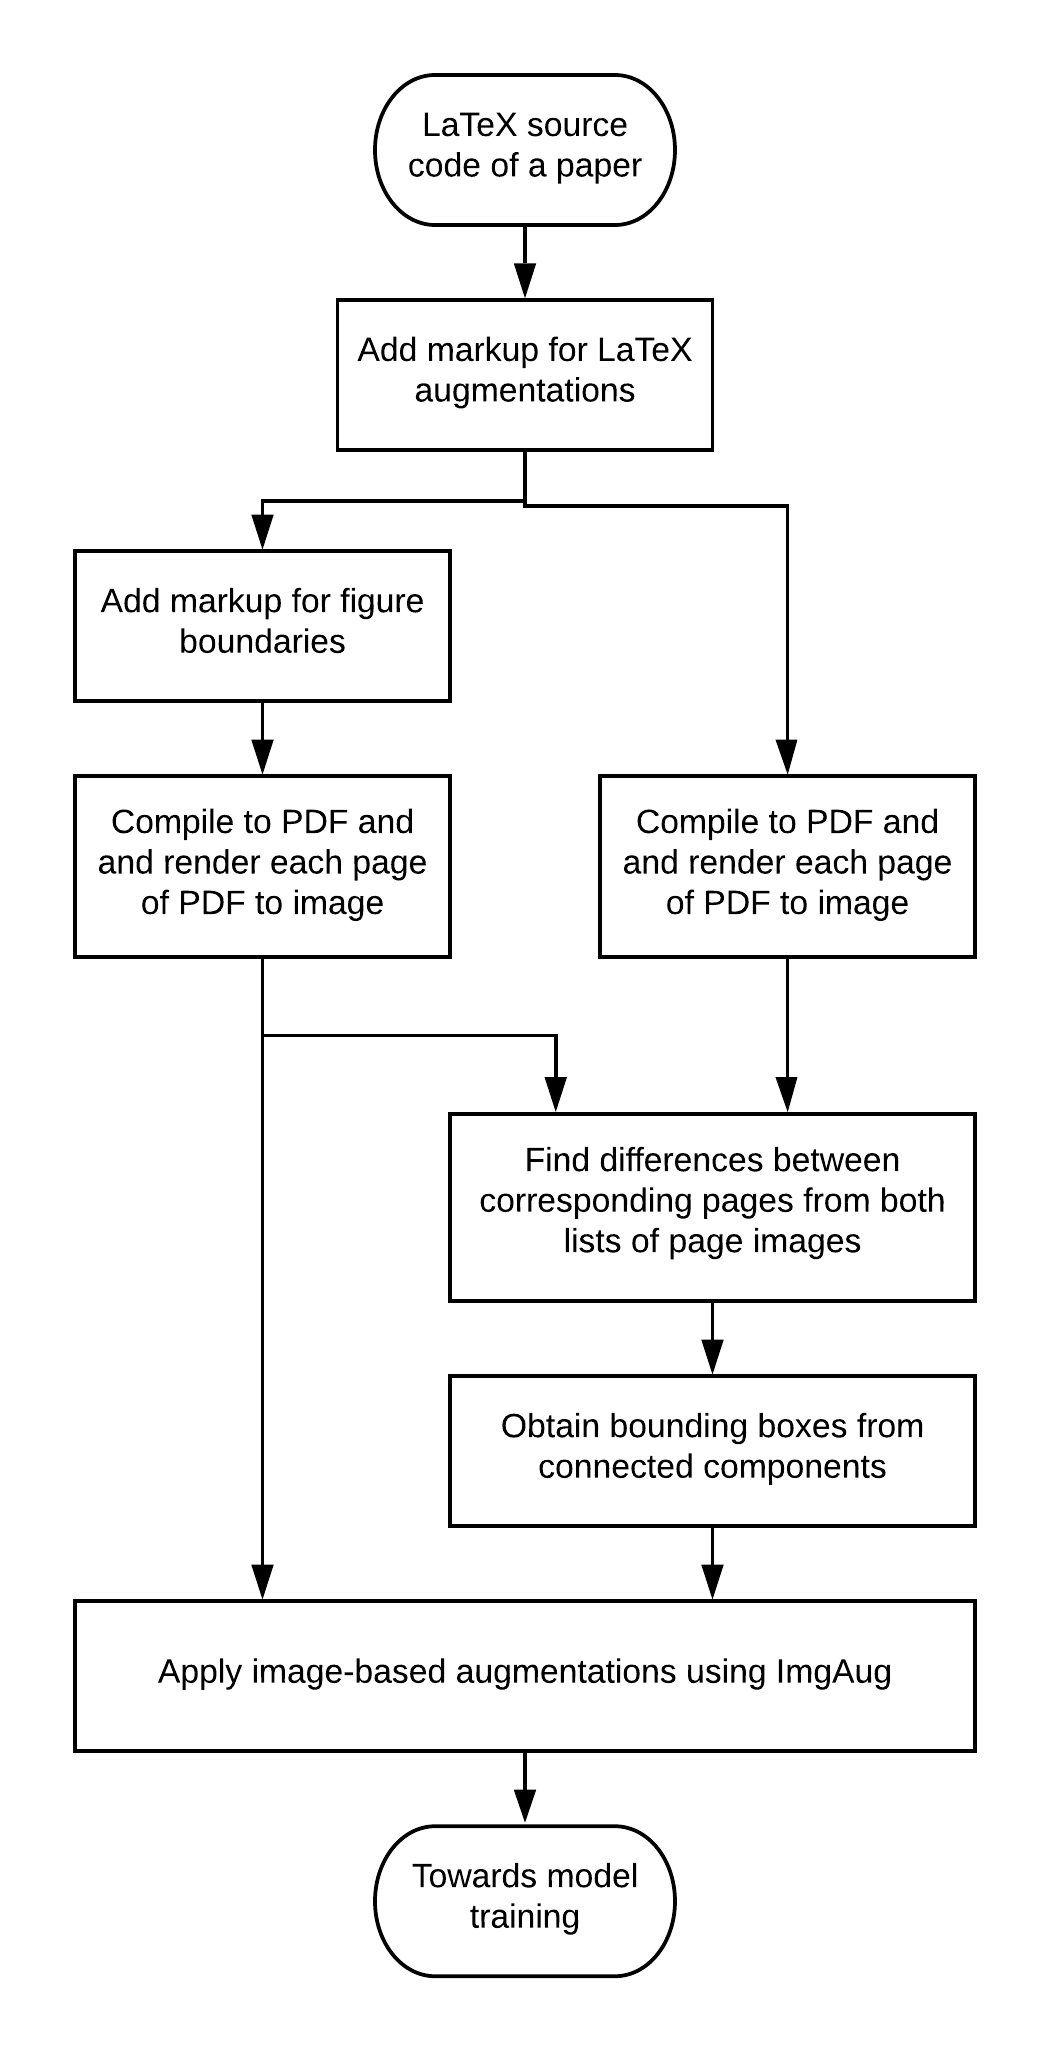 LaTeX source
code of a paper
Add markup for LaTeX
augmentations
Add markup for figure
boundaries
Compile to PDF and
and render each page
of PDF to image
Compile to PDF and
and render each page
of PDF to image
Find differences between
corresponding pages from both
lists of page images
Obtain bounding boxes from
connected components
Apply image-based augmentations using ImgAug
Towards model
training